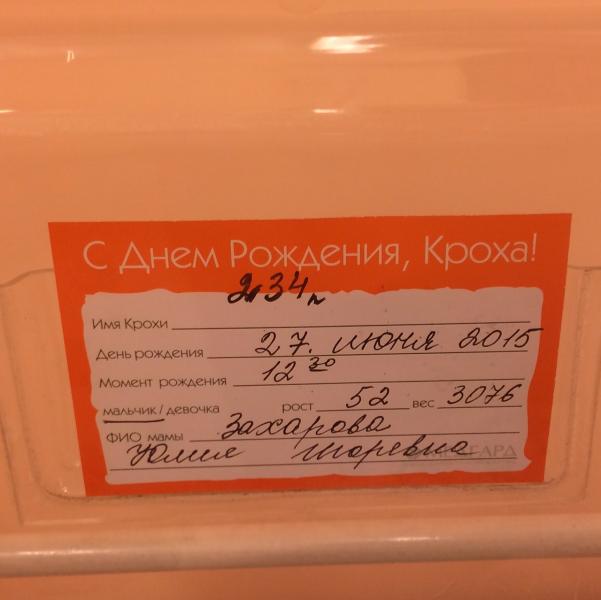 С Днем Рождения, Кроха!
Имя Крохи
День рождения 27. июня 2015
Момент рождения 12 30
мальчик / девочка рост 52 вес 3076
ФИО мамы Захарова
Юлия Игоревна